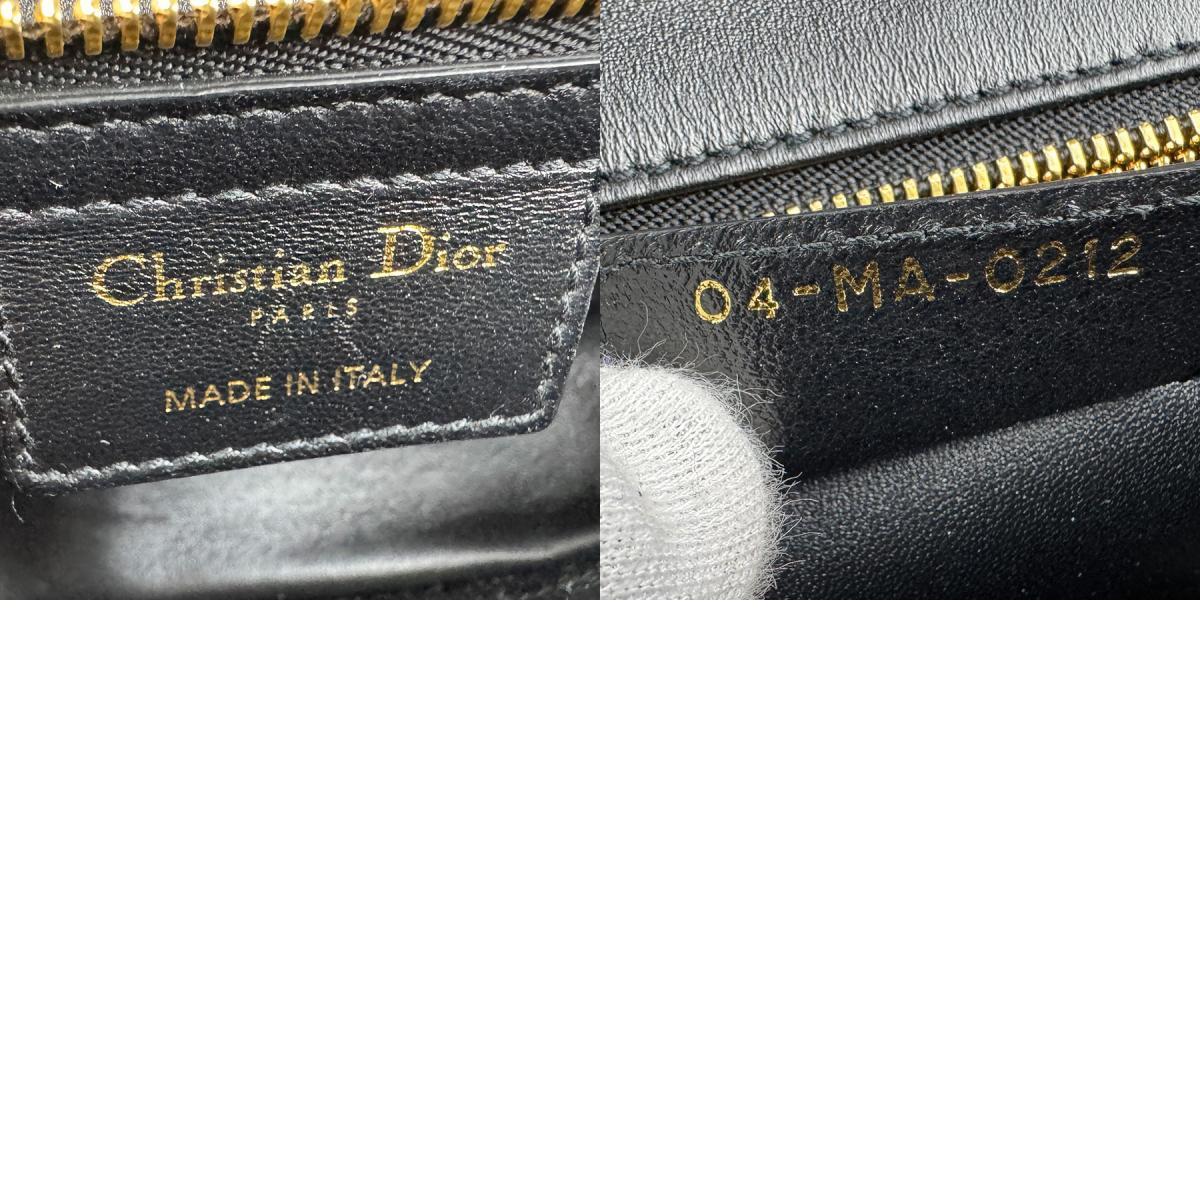 Christian Dior
PARIS
MADE IN ITALY
04-MA-0212